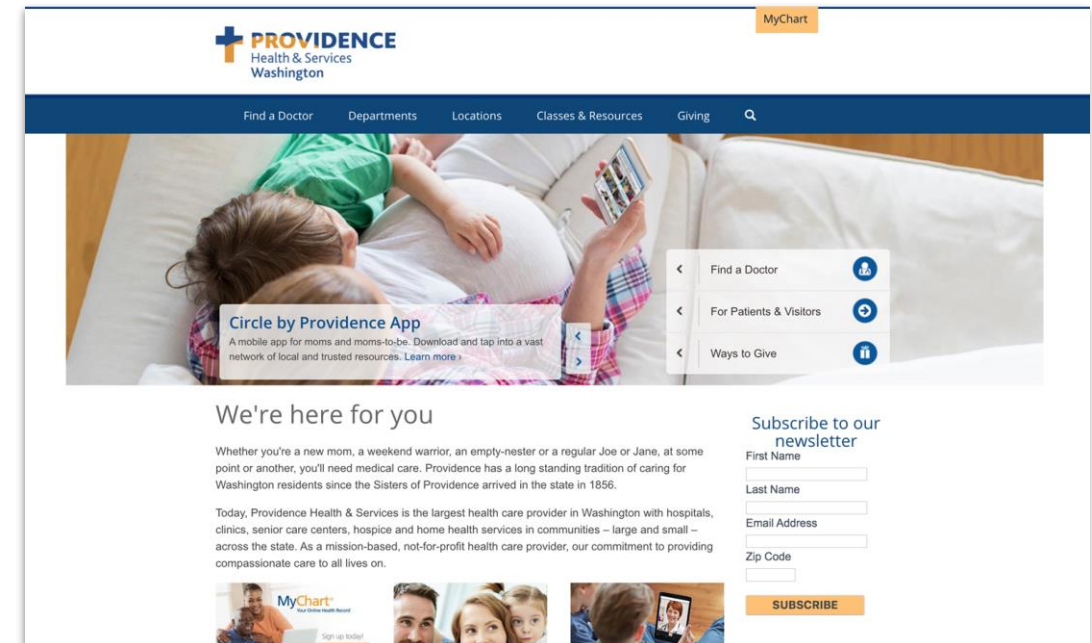 MyChart
PROVIDENCE
Health & Services
Washington
Find a Doctor
Departments
Locations
Classes & Resources
Giving
Circle by Providence App
A mobile app for moms and moms-to-be. Download and tap into a vast
network of local and trusted resources. Learn more ›
Find a Doctor
For Patients & Visitors
Ways to Give
We're here for you
Whether you're a new mom, a weekend warrior, an empty-nester or a regular Joe or Jane, at some
point or another, you'll need medical care. Providence has a long standing tradition of caring for
Washington residents since the Sisters of Providence arrived in the state in 1856.
Today, Providence Health & Services is the largest health care provider in Washington with hospitals,
clinics, senior care centers, hospice and home health services in communities – large and small –
across the state. As a mission-based, not-for-profit health care provider, our commitment to providing
compassionate care to all lives on.
Subscribe to our
newsletter
First Name
Last Name
Email Address
Zip Code
SUBSCRIBE
MyChart
Your Online Health Record
Sign up today!